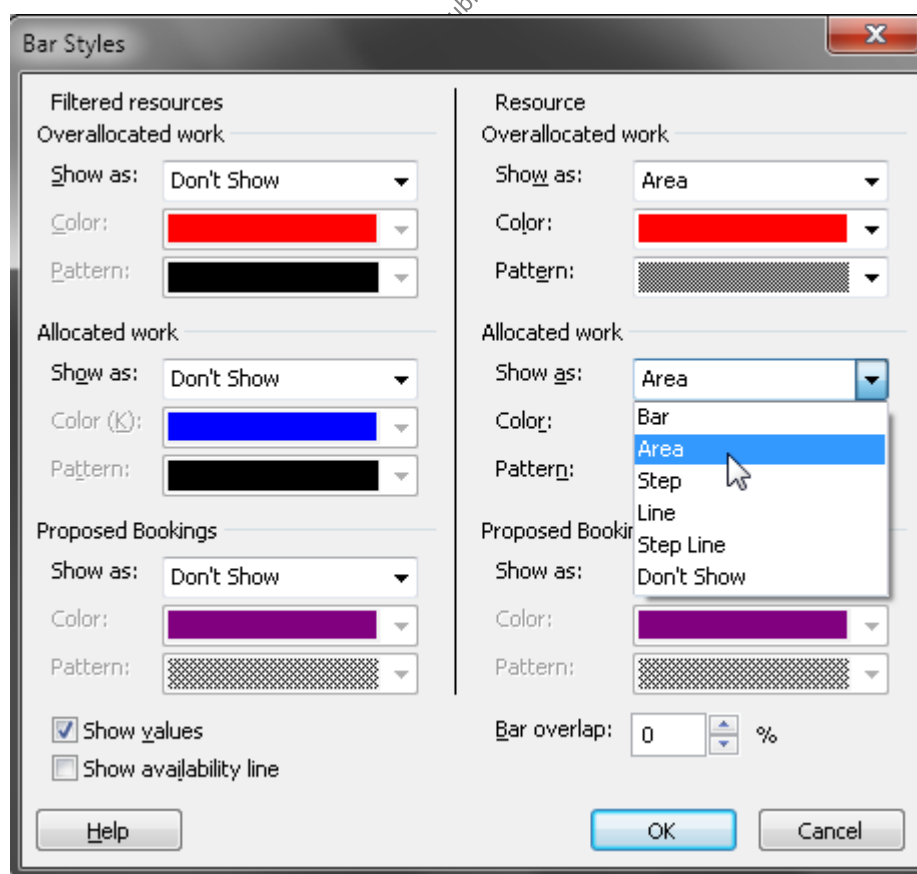 Bar Styles
Filtered resources
Overallocated work
Show as: Don't Show
Color:
Pattern:
Allocated work
Show as: Don't Show
Color (K):
Pattern:
Proposed Bookings
Show as: Don't Show
Color:
Pattern:
Show values
Show availability line
Resource
Overallocated work
Show as: Area
Color:
Pattern:
Allocated work
Show as: Area
Color:
Pattern:
Bar
Area
Step
Line
Step Line
Don't Show
Show as:
Color:
Pattern:
Bar overlap: 0 %
Help
OK
Cancel